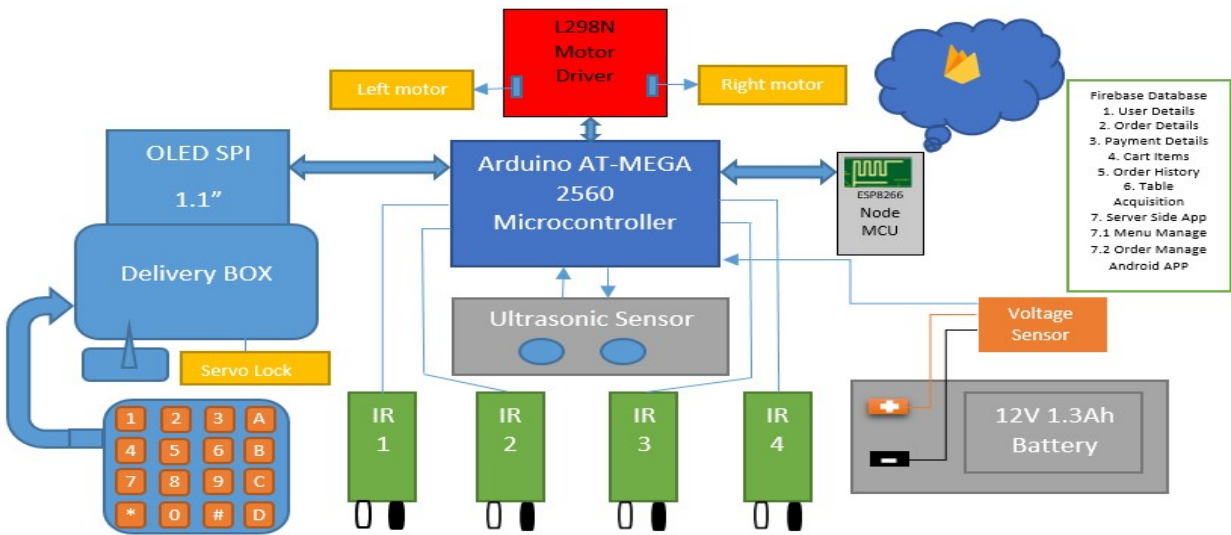 L298N
Motor
Driver
Left motor
Right motor
OLED SPI
1.1”
Arduino AT-MEGA
2560
Microcontroller
ESP8266
Node
MCU
Firebase Database
1. User Details
2. Order Details
3. Payment Details
4. Cart Items
5. Order History
6. Table
Acquisition
7. Server Side App
7.1 Menu Manage
7.2 Order Manage
Android APP
Delivery BOX
Ultrasonic Sensor
Voltage
Sensor
Servo Lock
IR
1
IR
2
IR
3
IR
4
12V 1.3Ah
Battery
+
-
1 2 3 A
4 5 6 B
7 8 9 C
* 0 # D